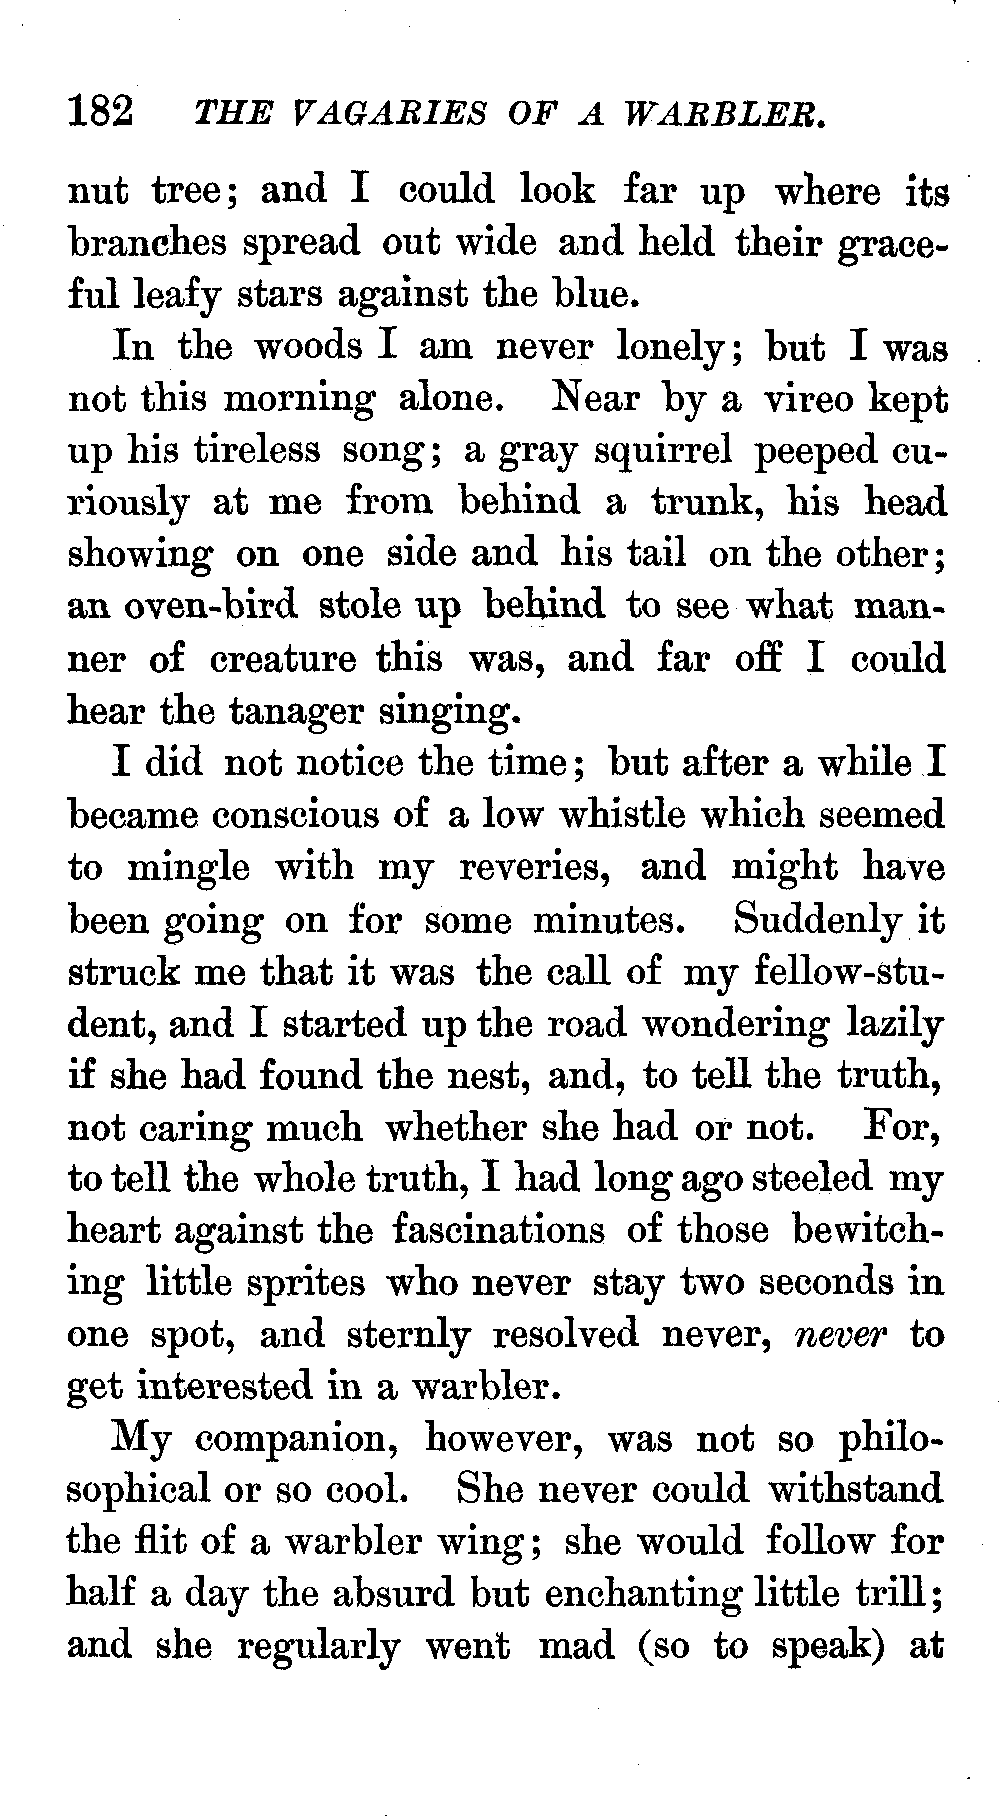 182 THE VAGARIES OF A WARBLER.
nut tree; and I could look far up where its
branches spread out wide and held their grace-
ful leafy stars against the blue.
In the woods I am never lonely; but I was
not this morning alone. Near by a vireo kept
up his tireless song; a gray squirrel peeped cu-
riously at me from behind a trunk, his head
showing on one side and his tail on the other;
an oven-bird stole up behind to see what man-
ner of creature this was, and far off I could
hear the tanager singing.
I did not notice the time; but after a while I
became conscious of a low whistle which seemed
to mingle with my reveries, and might have
been going on for some minutes. Suddenly it
struck me that it was the call of my fellow-stu-
dent, and I started up the road wondering lazily
if she had found the nest, and, to tell the truth,
not caring much whether she had or not. For,
to tell the whole truth, I had long ago steeled my
heart against the fascinations of those bewitch-
ing little sprites who never stay two seconds in
one spot, and sternly resolved never, never to
get interested in a warbler.
My companion, however, was not so philo-
sophical or so cool. She never could withstand
the flit of a warbler wing; she would follow for
half a day the absurd but enchanting little trill;
and she regularly went mad (so to speak) at